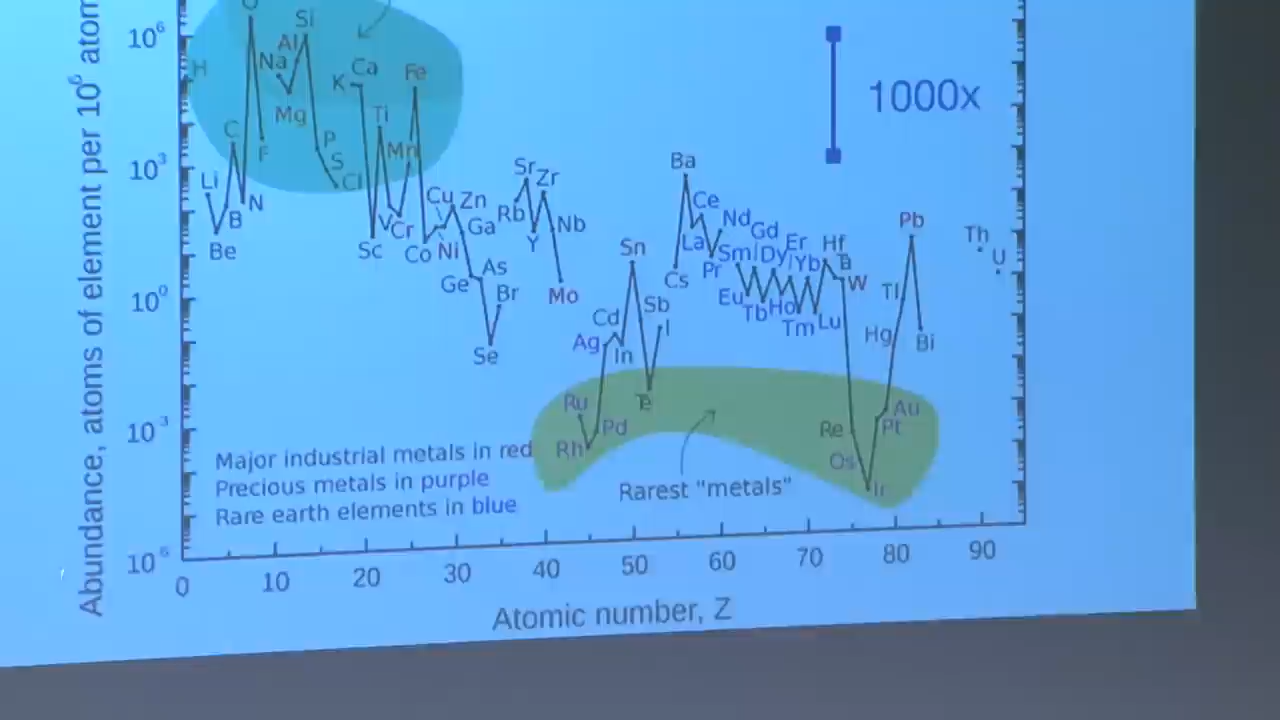 Abundance, atoms of element per 10⁶ atom
10⁶
10³
10⁰
10⁻³
10⁻⁶
Si
Al
Na
H
Ca
K
Fe
Mg
Ti
C
P
F
S
Mn
Cl
Li
N
B
Be
V
Cr
Sc
Cu
Zn
Ga
Co
Ni
Ge
As
Br
Se
Sr
Zr
Rb
Nb
Y
Mo
Sn
Sb
Cd
I
Ag
In
Te
Ru
Pd
Rh
Ba
Ce
Nd
Gd
La
Er
Pr
Sm
Dy
Yb
Cs
Eu
Tb
Ho
Tm
Lu
Hf
Ta
W
Pb
Tl
Hg
Bi
Th
U
Au
Pt
Re
Os
Ir
1000x
Major industrial metals in red
Precious metals in purple
Rare earth elements in blue
Rarest "metals"
0 10 20 30 40 50 60 70 80 90
Atomic number, Z